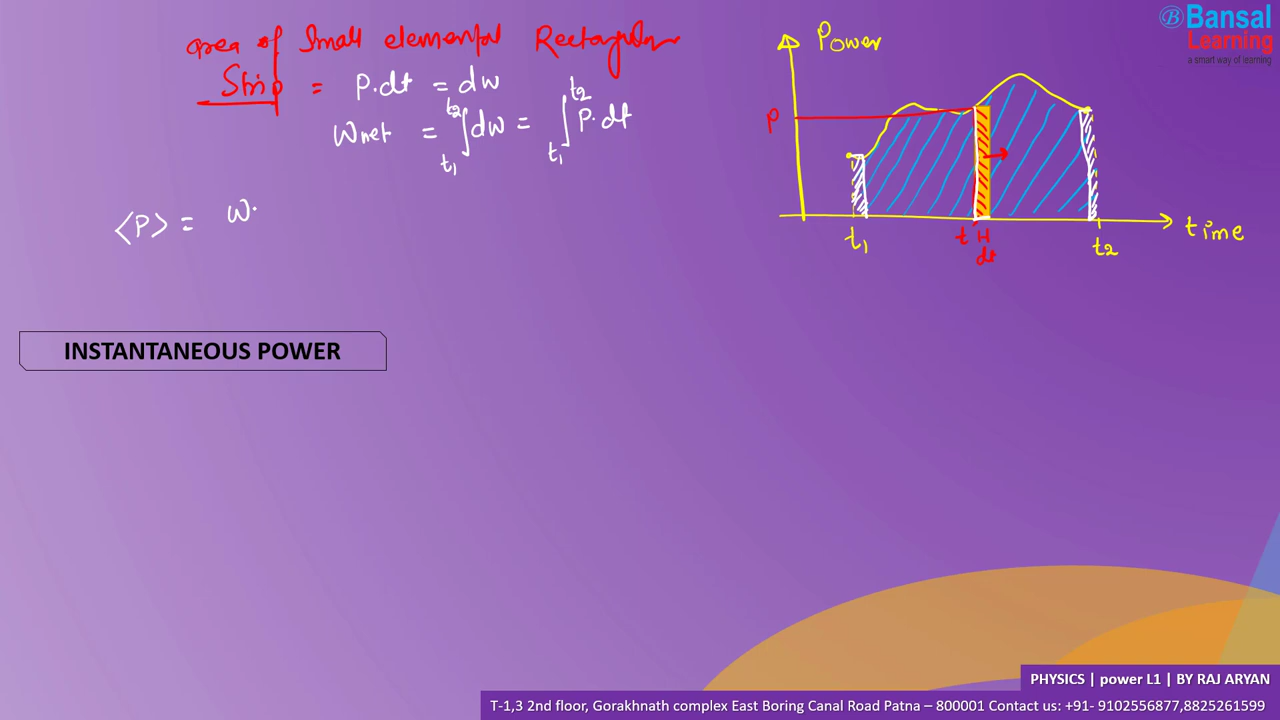 area of Small elemental Rectangular
Strip = P.dt = dw
Wnet = ∫t₁t₂ dw = ∫t₁t₂ P.dt
<P> = W.
Power
P
t₁
t
dt
t₂
time
B Bansal
Learning
a smart way of learning
INSTANTANEOUS POWER
PHYSICS | power L1 | BY RAJ ARYAN
T-1,3 2nd floor, Gorakhnath complex East Boring Canal Road Patna – 800001 Contact us: +91- 9102556877,8825261599